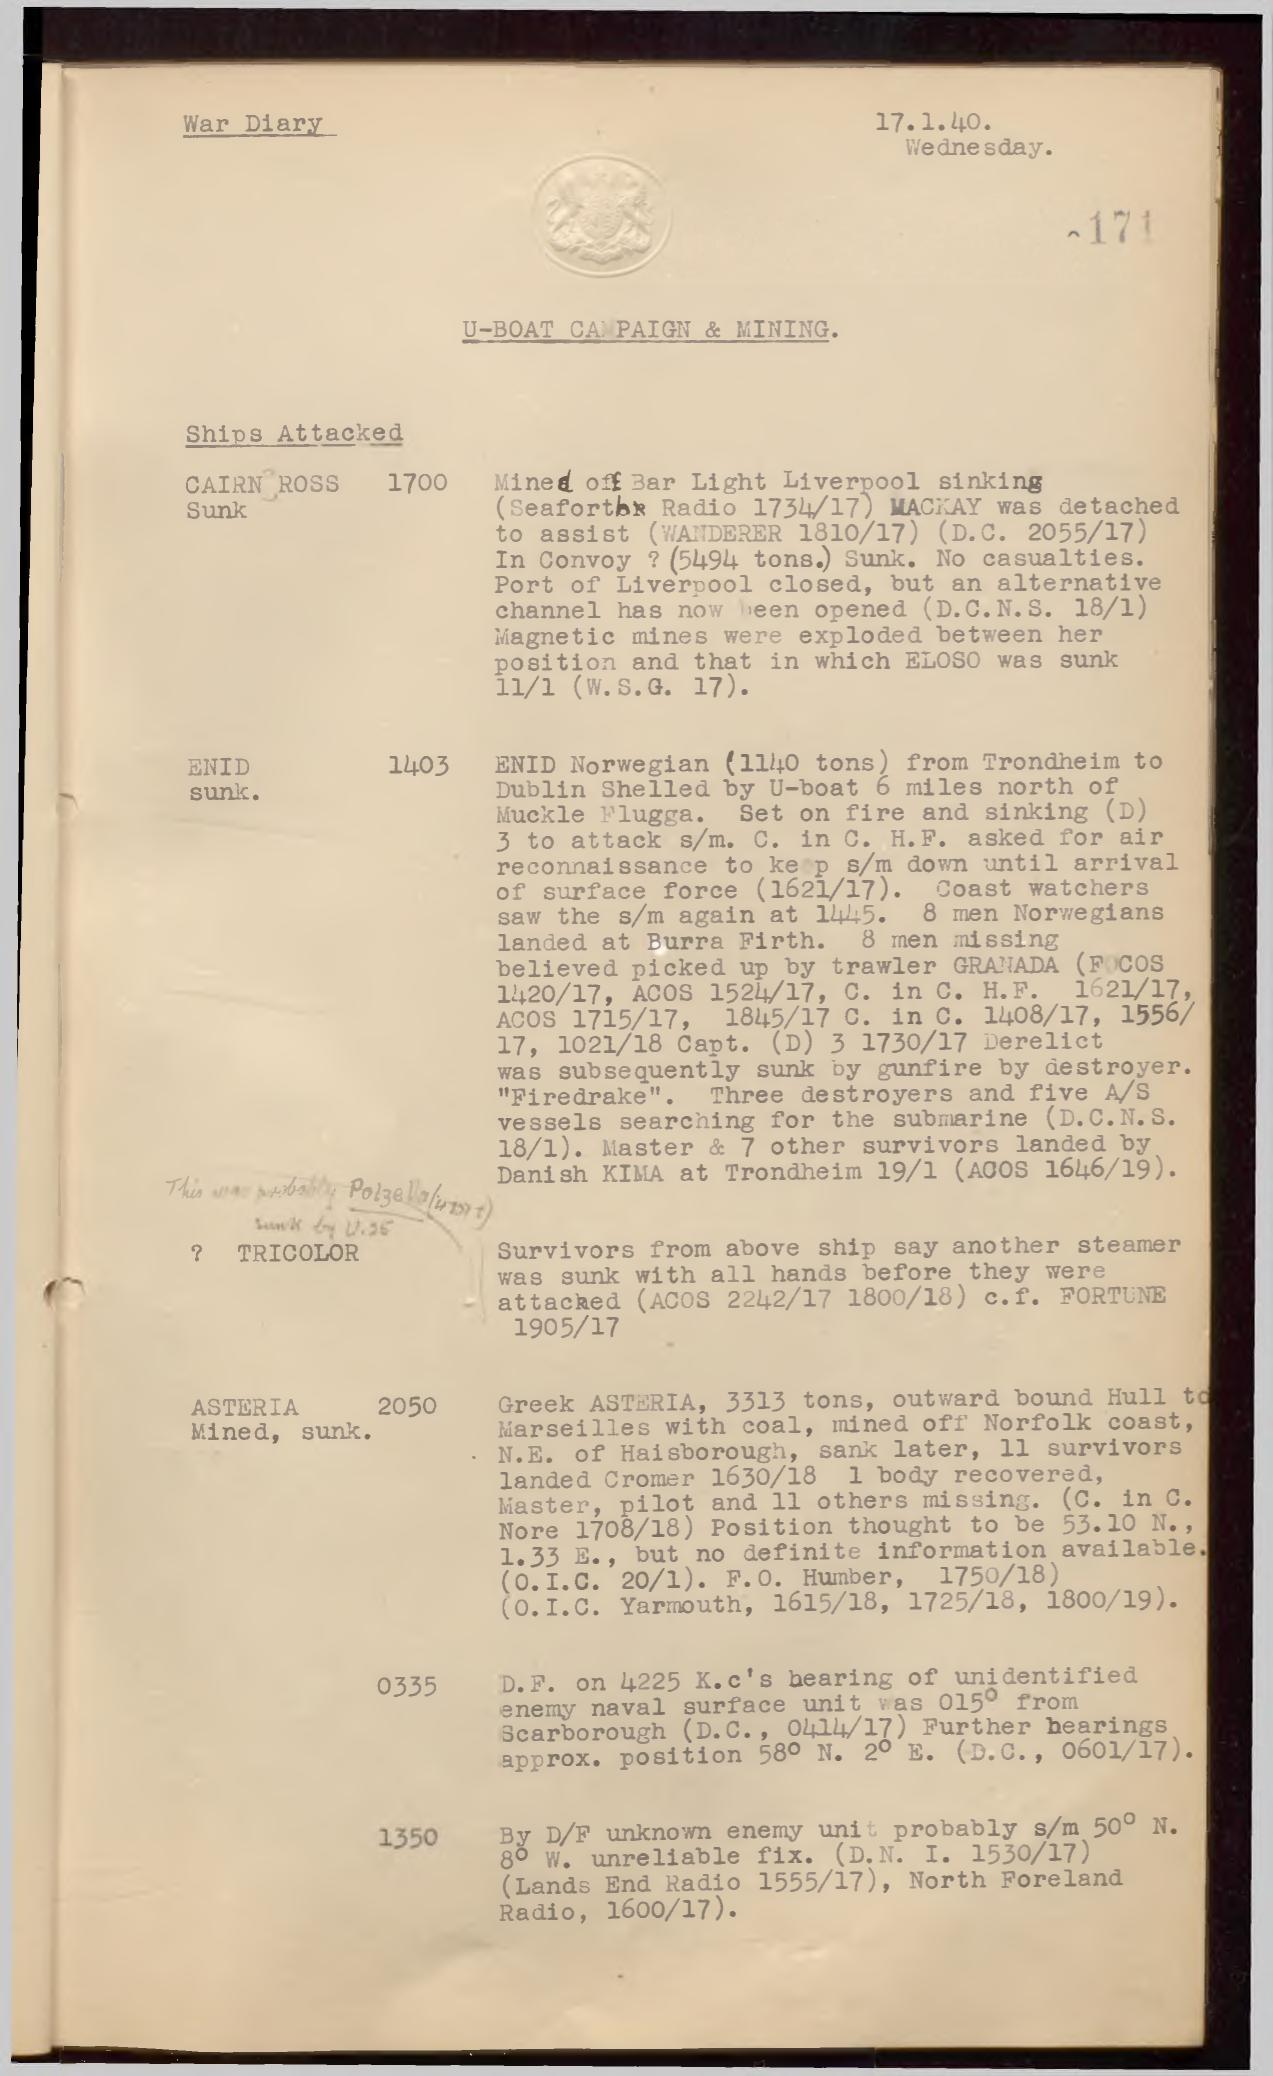 War Diary
17.1.40.
Wednesday.
171
U-BOAT CAMPAIGN & MINING.
Ships Attacked
CAIRN ROSS 1700 Mined off Bar Light Liverpool sinking
Sunk (Seaforth Radio 1734/17) MACKAY was detached
to assist (WANDERER 1810/17) (D.C. 2055/17)
In Convoy ? (5494 tons.) Sunk. No casualties.
Port of Liverpool closed, but an alternative
channel has now been opened (D.C.N.S. 18/1)
Magnetic mines were exploded between her
position and that in which ELOSO was sunk
11/1 (W.S.G. 17).
ENID 1403 ENID Norwegian (1140 tons) from Trondheim to
sunk. Dublin Shelled by U-boat 6 miles north of
Muckle Flugga. Set on fire and sinking (D)
3 to attack s/m. C. in C. H.F. asked for air
reconnaissance to keep s/m down until arrival
of surface force (1621/17). Coast watchers
saw the s/m again at 1445. 8 men Norwegians
landed at Burra Firth. 8 men missing
believed picked up by trawler GRANADA (FOCOS
1420/17, ACOS 1524/17, C. in C. H.F. 1621/17,
ACOS 1715/17, 1845/17 C. in C. 1408/17, 1556/
17, 1021/18 Capt. (D) 3 1730/17 Derelict
was subsequently sunk by gunfire by destroyer.
"Firedrake". Three destroyers and five A/S
vessels searching for the submarine (D.C.N.S.
18/1). Master & 7 other survivors landed by
Danish KIMA at Trondheim 19/1 (ACOS 1646/19).
This was probably Polzella
sunk by U.25
? TRICOLOR Survivors from above ship say another steamer
was sunk with all hands before they were
attacked (ACOS 2242/17 1800/18) c.f. FORTUNE
1905/17
ASTERIA 2050 Greek ASTERIA, 3313 tons, outward bound Hull to
Mined, sunk. Marseilles with coal, mined off Norfolk coast,
N.E. of Haisborough, sank later, 11 survivors
landed Cromer 1630/18 1 body recovered,
Master, pilot and 11 others missing. (C. in C.
Nore 1708/18) Position thought to be 53.10 N.,
1.33 E., but no definite information available.
(O.I.C. 20/1). F.O. Humber, 1750/18)
(O.I.C. Yarmouth, 1615/18, 1725/18, 1800/19).
0335 D.F. on 4225 K.c's bearing of unidentified
enemy naval surface unit was 015° from
Scarborough (D.C., 0414/17) Further bearings
approx. position 58° N. 2° E. (D.C., 0601/17).
1350 By D/F unknown enemy unit probably s/m 50° N.
8° W. unreliable fix. (D.N. I. 1530/17)
(Lands End Radio 1555/17), North Foreland
Radio, 1600/17).